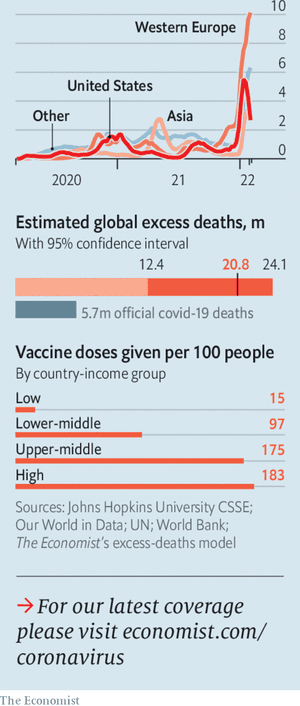 10
Western Europe
8
6
United States
4
Other
Asia
2
0
2020
21
22
Estimated global excess deaths, m
With 95% confidence interval
12.4
20.8
24.1
5.7m official covid-19 deaths
Vaccine doses given per 100 people
By country-income group
Low
15
Lower-middle
97
Upper-middle
175
High
183
Sources: Johns Hopkins University CSSE;
Our World in Data; UN; World Bank;
The Economist's excess-deaths model
→ For our latest coverage
please visit economist.com/
coronavirus
The Economist